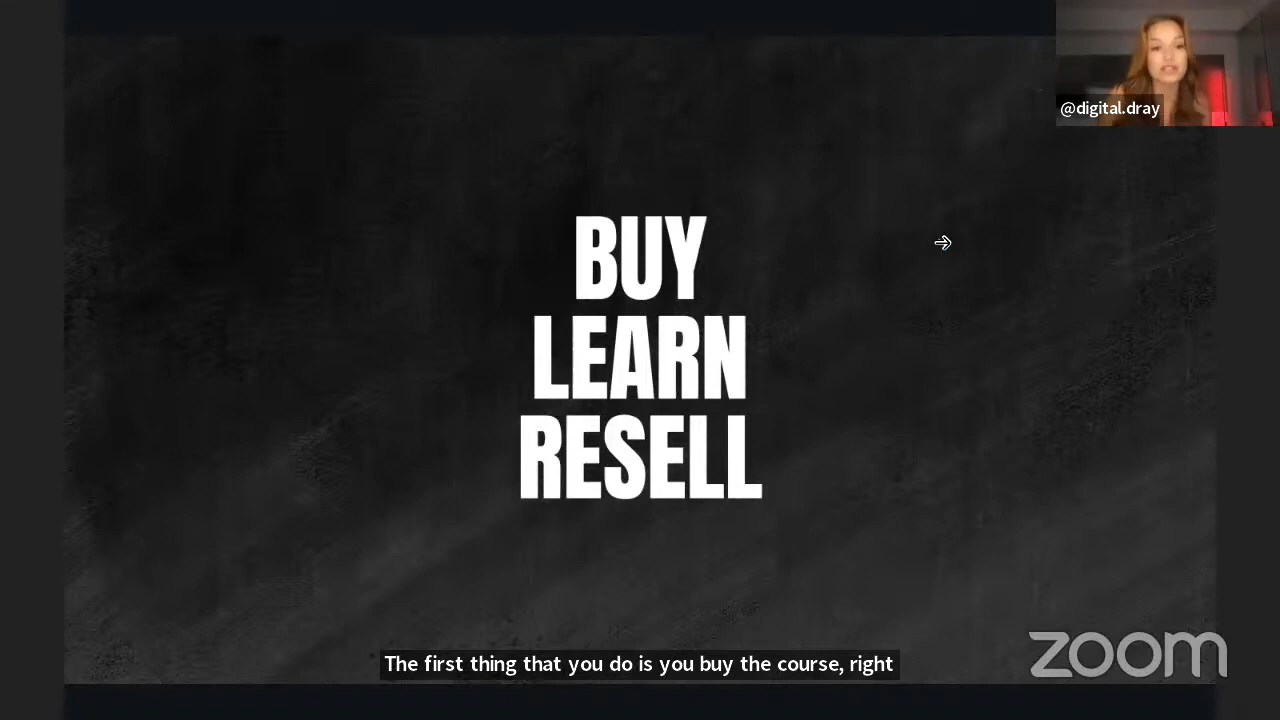 @digital.dray
BUY
LEARN
RESELL
The first thing that you do is you buy the course, right
zoom